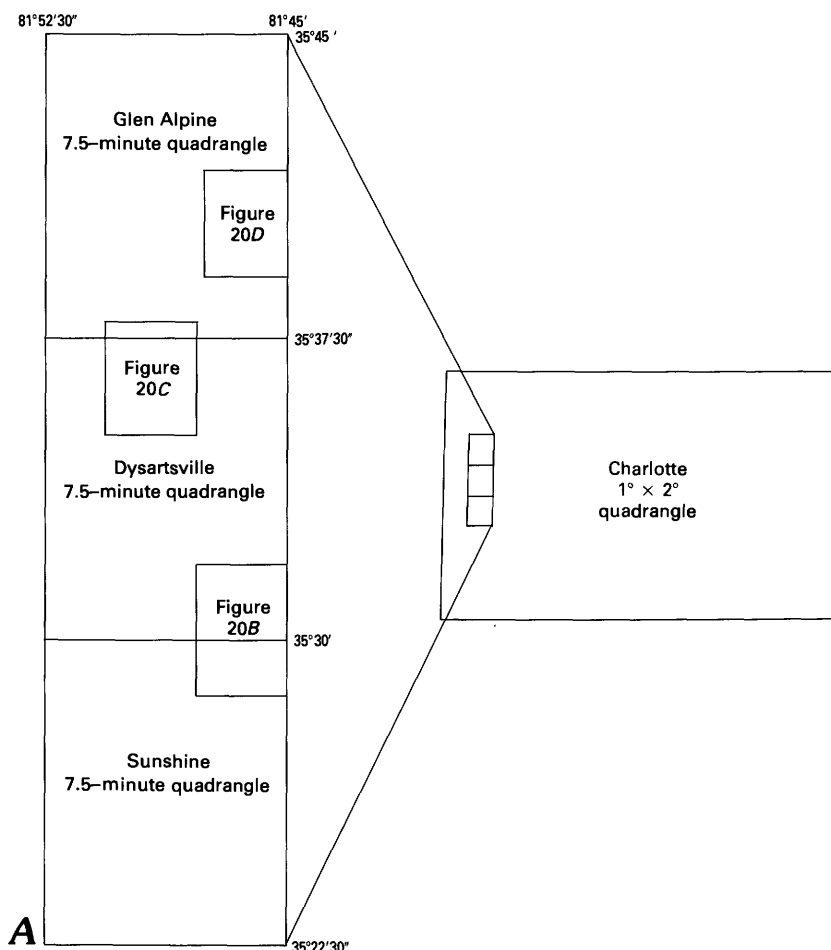 81°52'30"
81°45'
35°45'
Glen Alpine
7.5–minute quadrangle
Figure
20D
35°37'30"
Figure
20C
Dysartsville
7.5–minute quadrangle
Charlotte
1° × 2°
quadrangle
Figure
20B
35°30'
Sunshine
7.5–minute quadrangle
A
35°22'30"